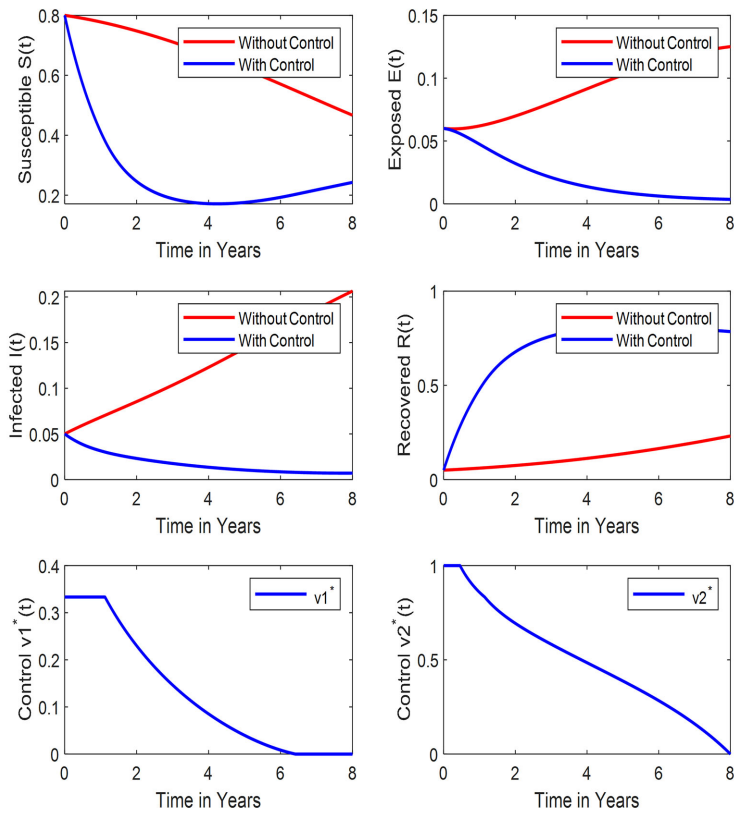 Susceptible S(t)
0.8
0.6
0.4
0.2
Without Control
With Control
0 2 4 6 8
Time in Years
Exposed E(t)
0.15
0.1
0.05
0
Without Control
With Control
0 2 4 6 8
Time in Years
Infected I(t)
0.2
0.15
0.1
0.05
0
Without Control
With Control
0 2 4 6 8
Time in Years
Recovered R(t)
1
0.5
0
Without Control
With Control
0 2 4 6 8
Time in Years
Control v1*(t)
0.4
0.3
0.2
0.1
0
v1*
0 2 4 6 8
Time in Years
Control v2*(t)
1
0.5
0
v2*
0 2 4 6 8
Time in Years